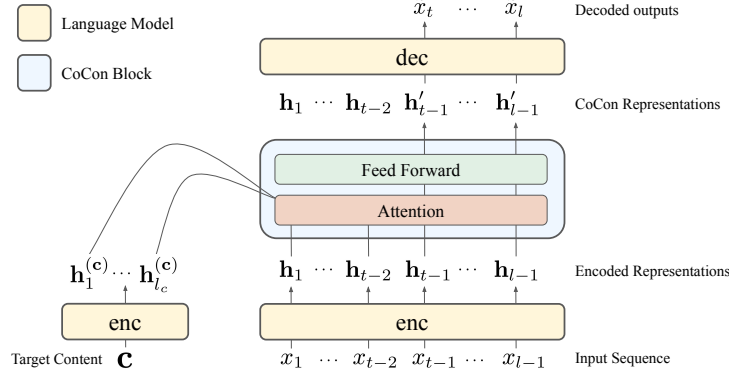 x_t ⋯ x_l Decoded outputs
Language Model
dec
CoCon Block
h_1 ⋯ h_{t−2} h′_{t−1} ⋯ h′_{l−1} CoCon Representations
Feed Forward
Attention
h_1^{(c)} ⋯ h_{l_c}^{(c)} h_1 ⋯ h_{t−2} h_{t−1} ⋯ h_{l−1} Encoded Representations
enc enc
Target Content c x_1 ⋯ x_{t−2} x_{t−1} ⋯ x_{l−1} Input Sequence